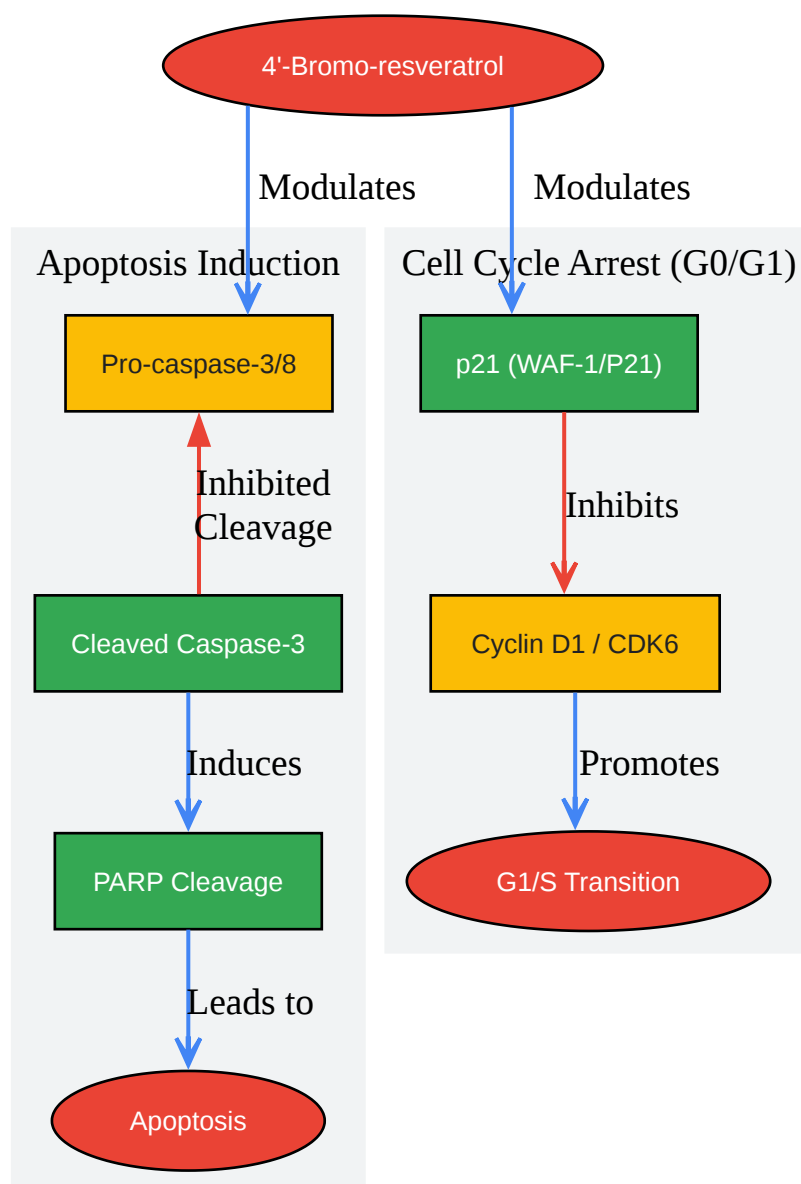 4'-Bromo-resveratrol
Modulates
Modulates
Apoptosis Induction
Pro-caspase-3/8
Inhibited
Cleavage
Cleaved Caspase-3
Induces
PARP Cleavage
Leads to
Apoptosis
Cell Cycle Arrest (G0/G1)
p21 (WAF-1/P21)
Inhibits
Cyclin D1 / CDK6
Promotes
G1/S Transition